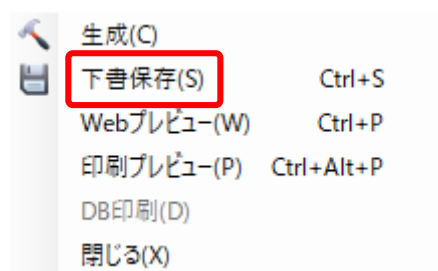 生成(C)
下書保存(S) Ctrl+S
Webプレビュー(W) Ctrl+P
印刷プレビュー(P) Ctrl+Alt+P
DB印刷(D)
閉じる(X)